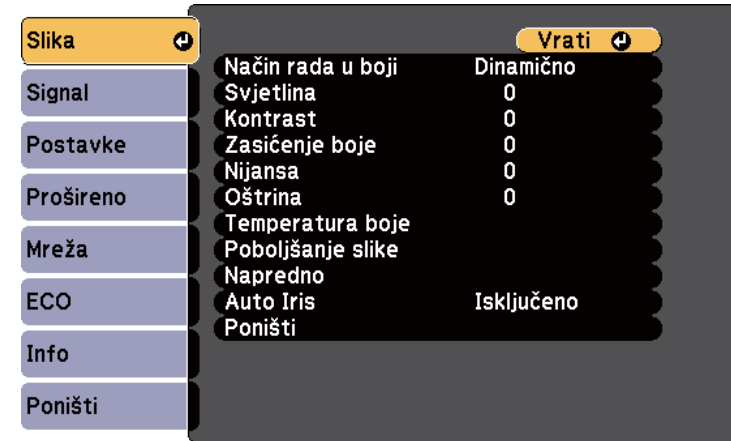 Slika
Signal
Postavke
Prošireno
Mreža
ECO
Info
Poništi
Vrati
Način rada u boji Dinamično
Svjetlina 0
Kontrast 0
Zasićenje boje 0
Nijansa 0
Oštrina 0
Temperatura boje
Poboljšanje slike
Napredno
Auto Iris Isključeno
Poništi